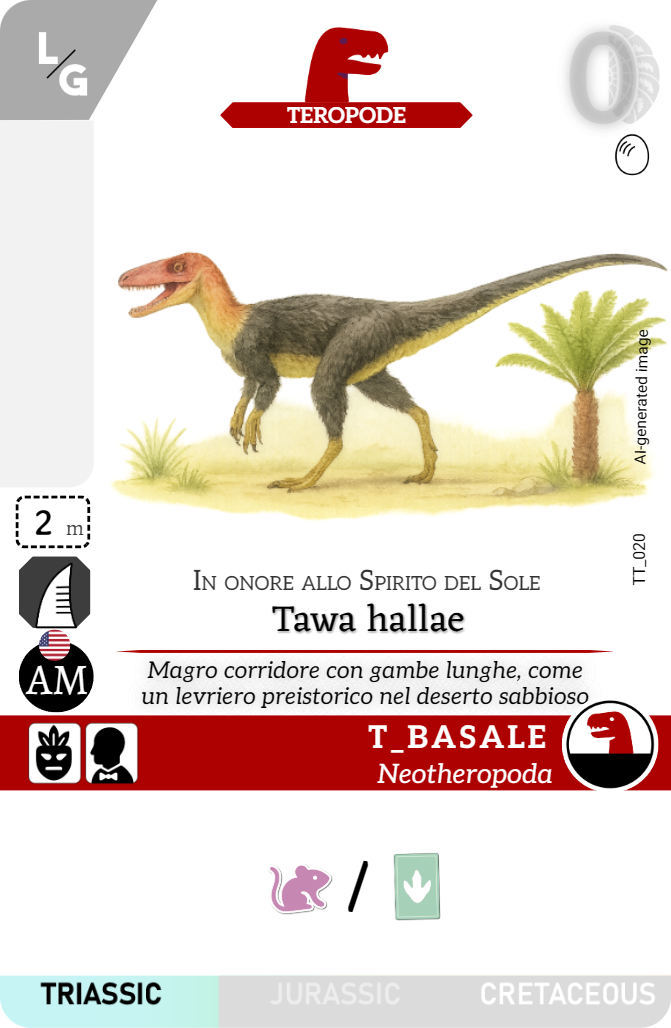 L/G
TEROPODE
0
AI-generated image
2 m
TT_020
In onore allo Spirito del Sole
Tawa hallae
AM
Magro corridore con gambe lunghe, come
un levriero preistorico nel deserto sabbioso
T_BASALE
Neotheropoda
/
TRIASSIC JURASSIC CRETACEOUS